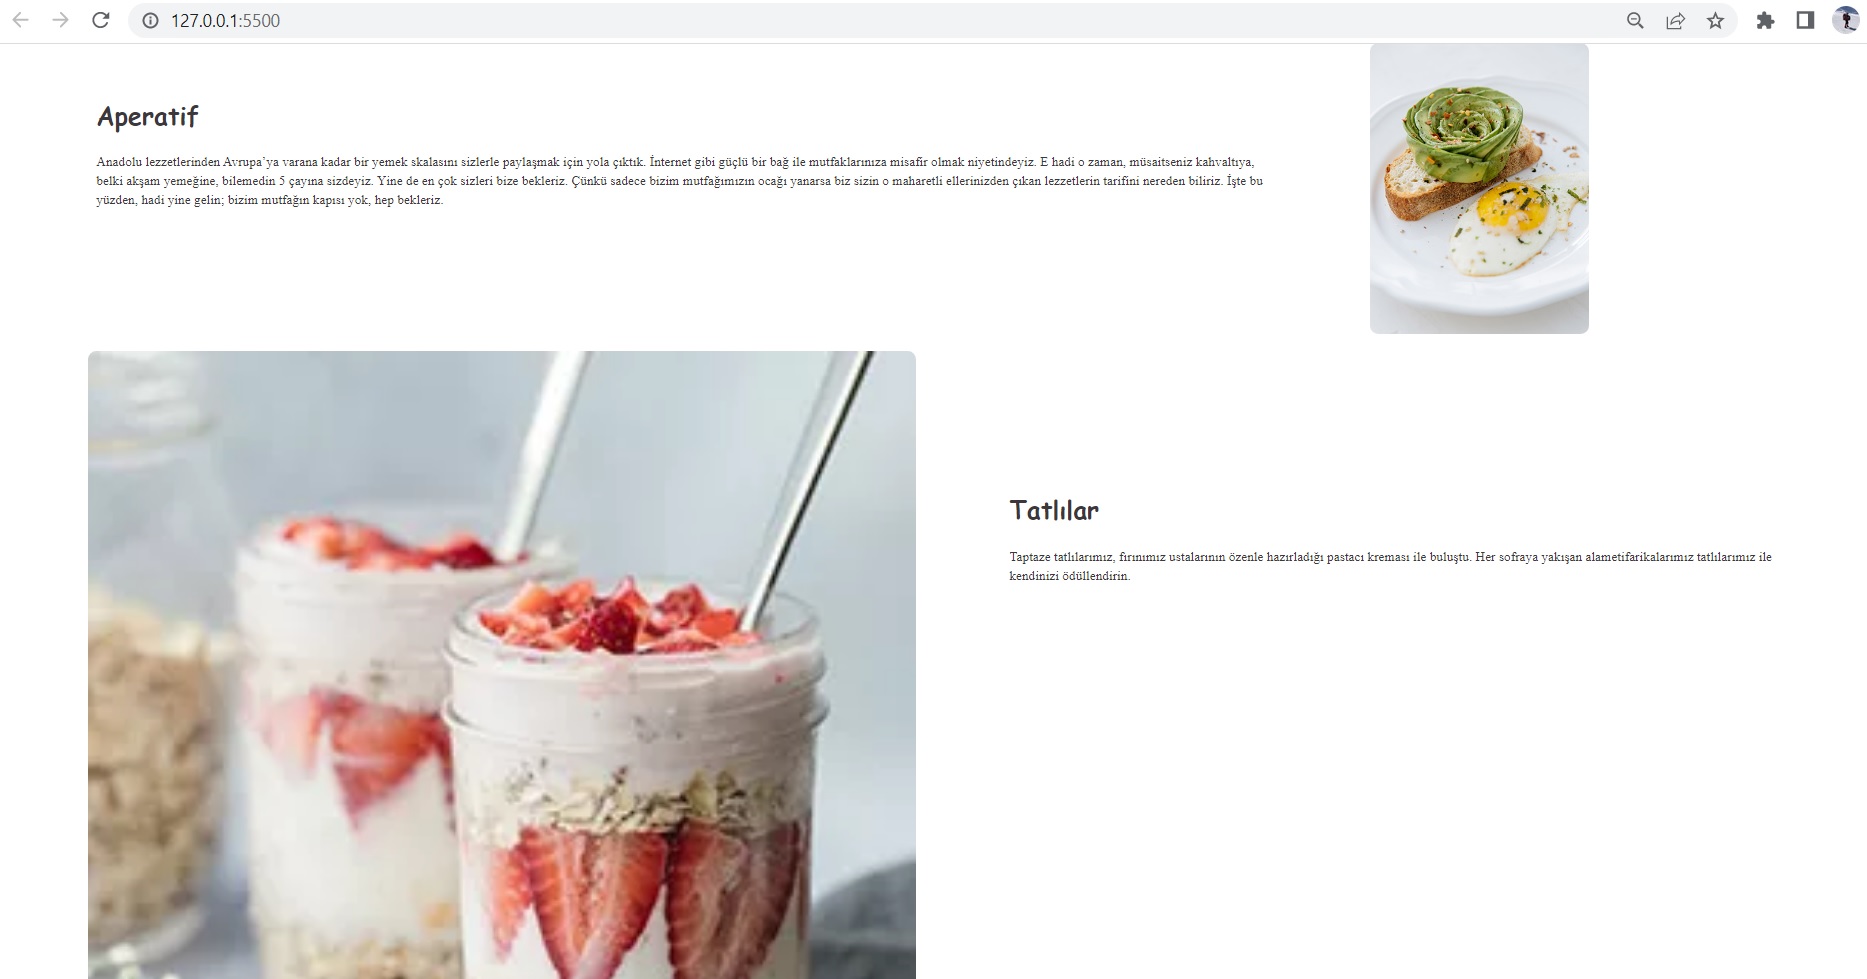 127.0.0.1:5500
Aperatif
Anadolu lezzetlerinden Avrupa’ya varana kadar bir yemek skalasını sizlerle paylaşmak için yola çıktık. İnternet gibi güçlü bir bağ ile mutfaklarınıza misafir olmak niyetindeyiz. E hadi o zaman, müsaitseniz kahvaltıya,
belki akşam yemeğine, bilemedin 5 çayına sizdeyiz. Yine de en çok sizleri bize bekleriz. Çünkü sadece bizim mutfağımızın ocağı yanarsa biz sizin o maharetli ellerinizden çıkan lezzetlerin tarifini nereden biliriz. İşte bu
yüzden, hadi yine gelin; bizim mutfağın kapısı yok, hep bekleriz.
Tatlılar
Taptaze tatlılarımız, fırınımız ustalarının özenle hazırladığı pastacı kreması ile buluştu. Her sofraya yakışan alametifarikalarımız tatlılarımız ile
kendinizi ödüllendirin.